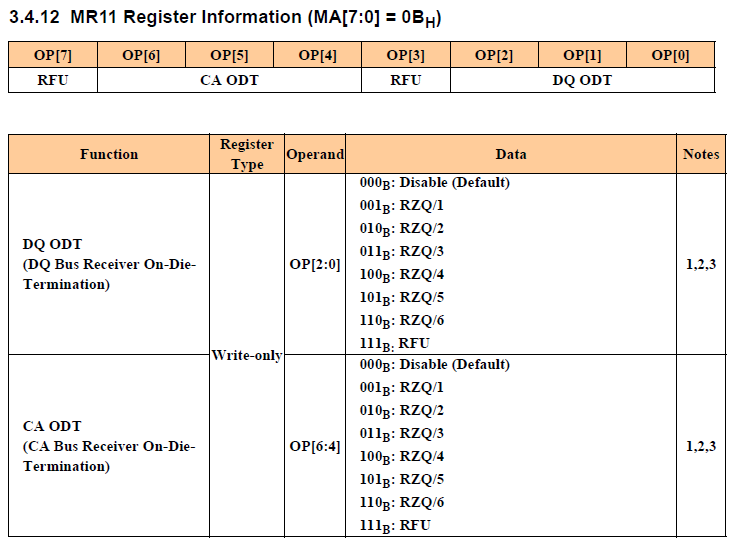 3.4.12 MR11 Register Information (MA[7:0] = 0BH)
OP[7] OP[6] OP[5] OP[4] OP[3] OP[2] OP[1] OP[0]
RFU CA ODT RFU DQ ODT
Function Register Type Operand Data Notes
DQ ODT
(DQ Bus Receiver On-Die-
Termination)
Write-only
OP[2:0]
000B: Disable (Default)
001B: RZQ/1
010B: RZQ/2
011B: RZQ/3
100B: RZQ/4
101B: RZQ/5
110B: RZQ/6
111B: RFU
1,2,3
CA ODT
(CA Bus Receiver On-Die-
Termination)
OP[6:4]
000B: Disable (Default)
001B: RZQ/1
010B: RZQ/2
011B: RZQ/3
100B: RZQ/4
101B: RZQ/5
110B: RZQ/6
111B: RFU
1,2,3